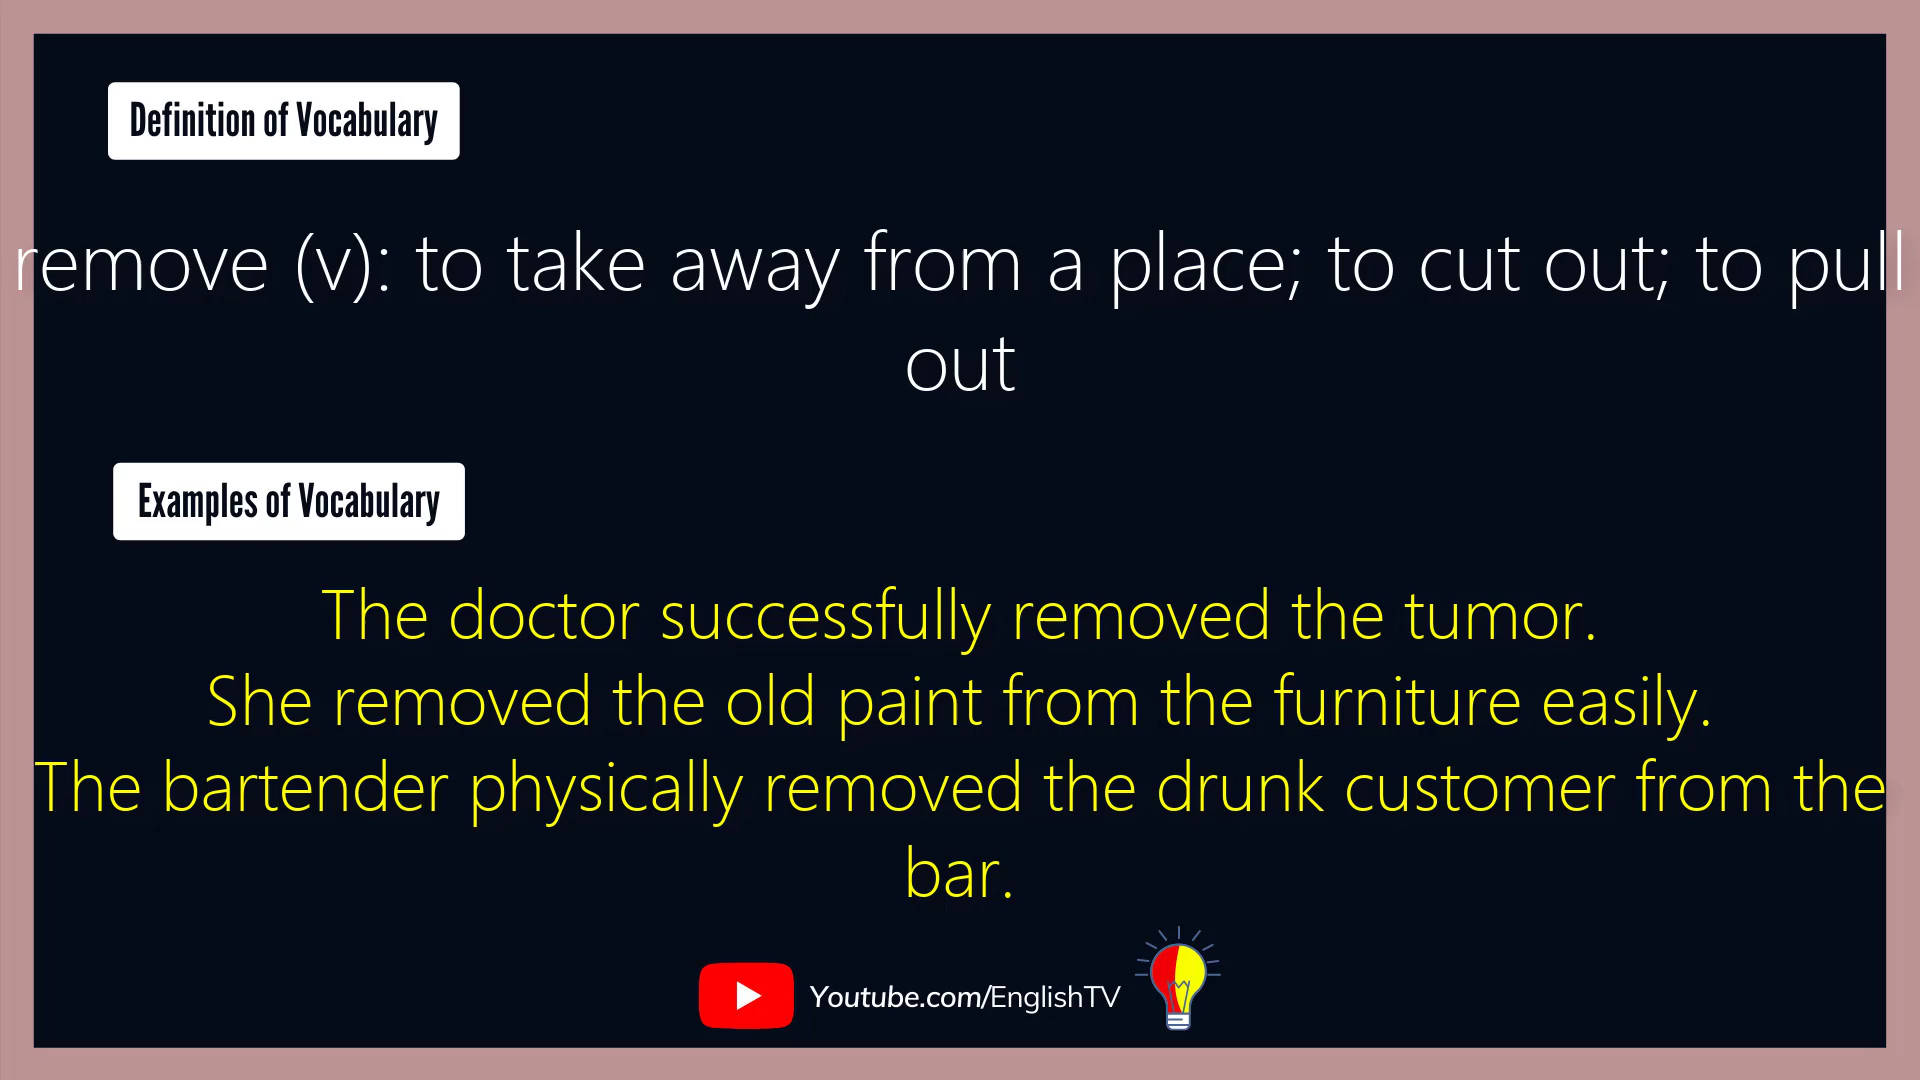 Definition of Vocabulary
remove (v): to take away from a place; to cut out; to pull
out
Examples of Vocabulary
The doctor successfully removed the tumor.
She removed the old paint from the furniture easily.
The bartender physically removed the drunk customer from the
bar.
Youtube.com/EnglishTV